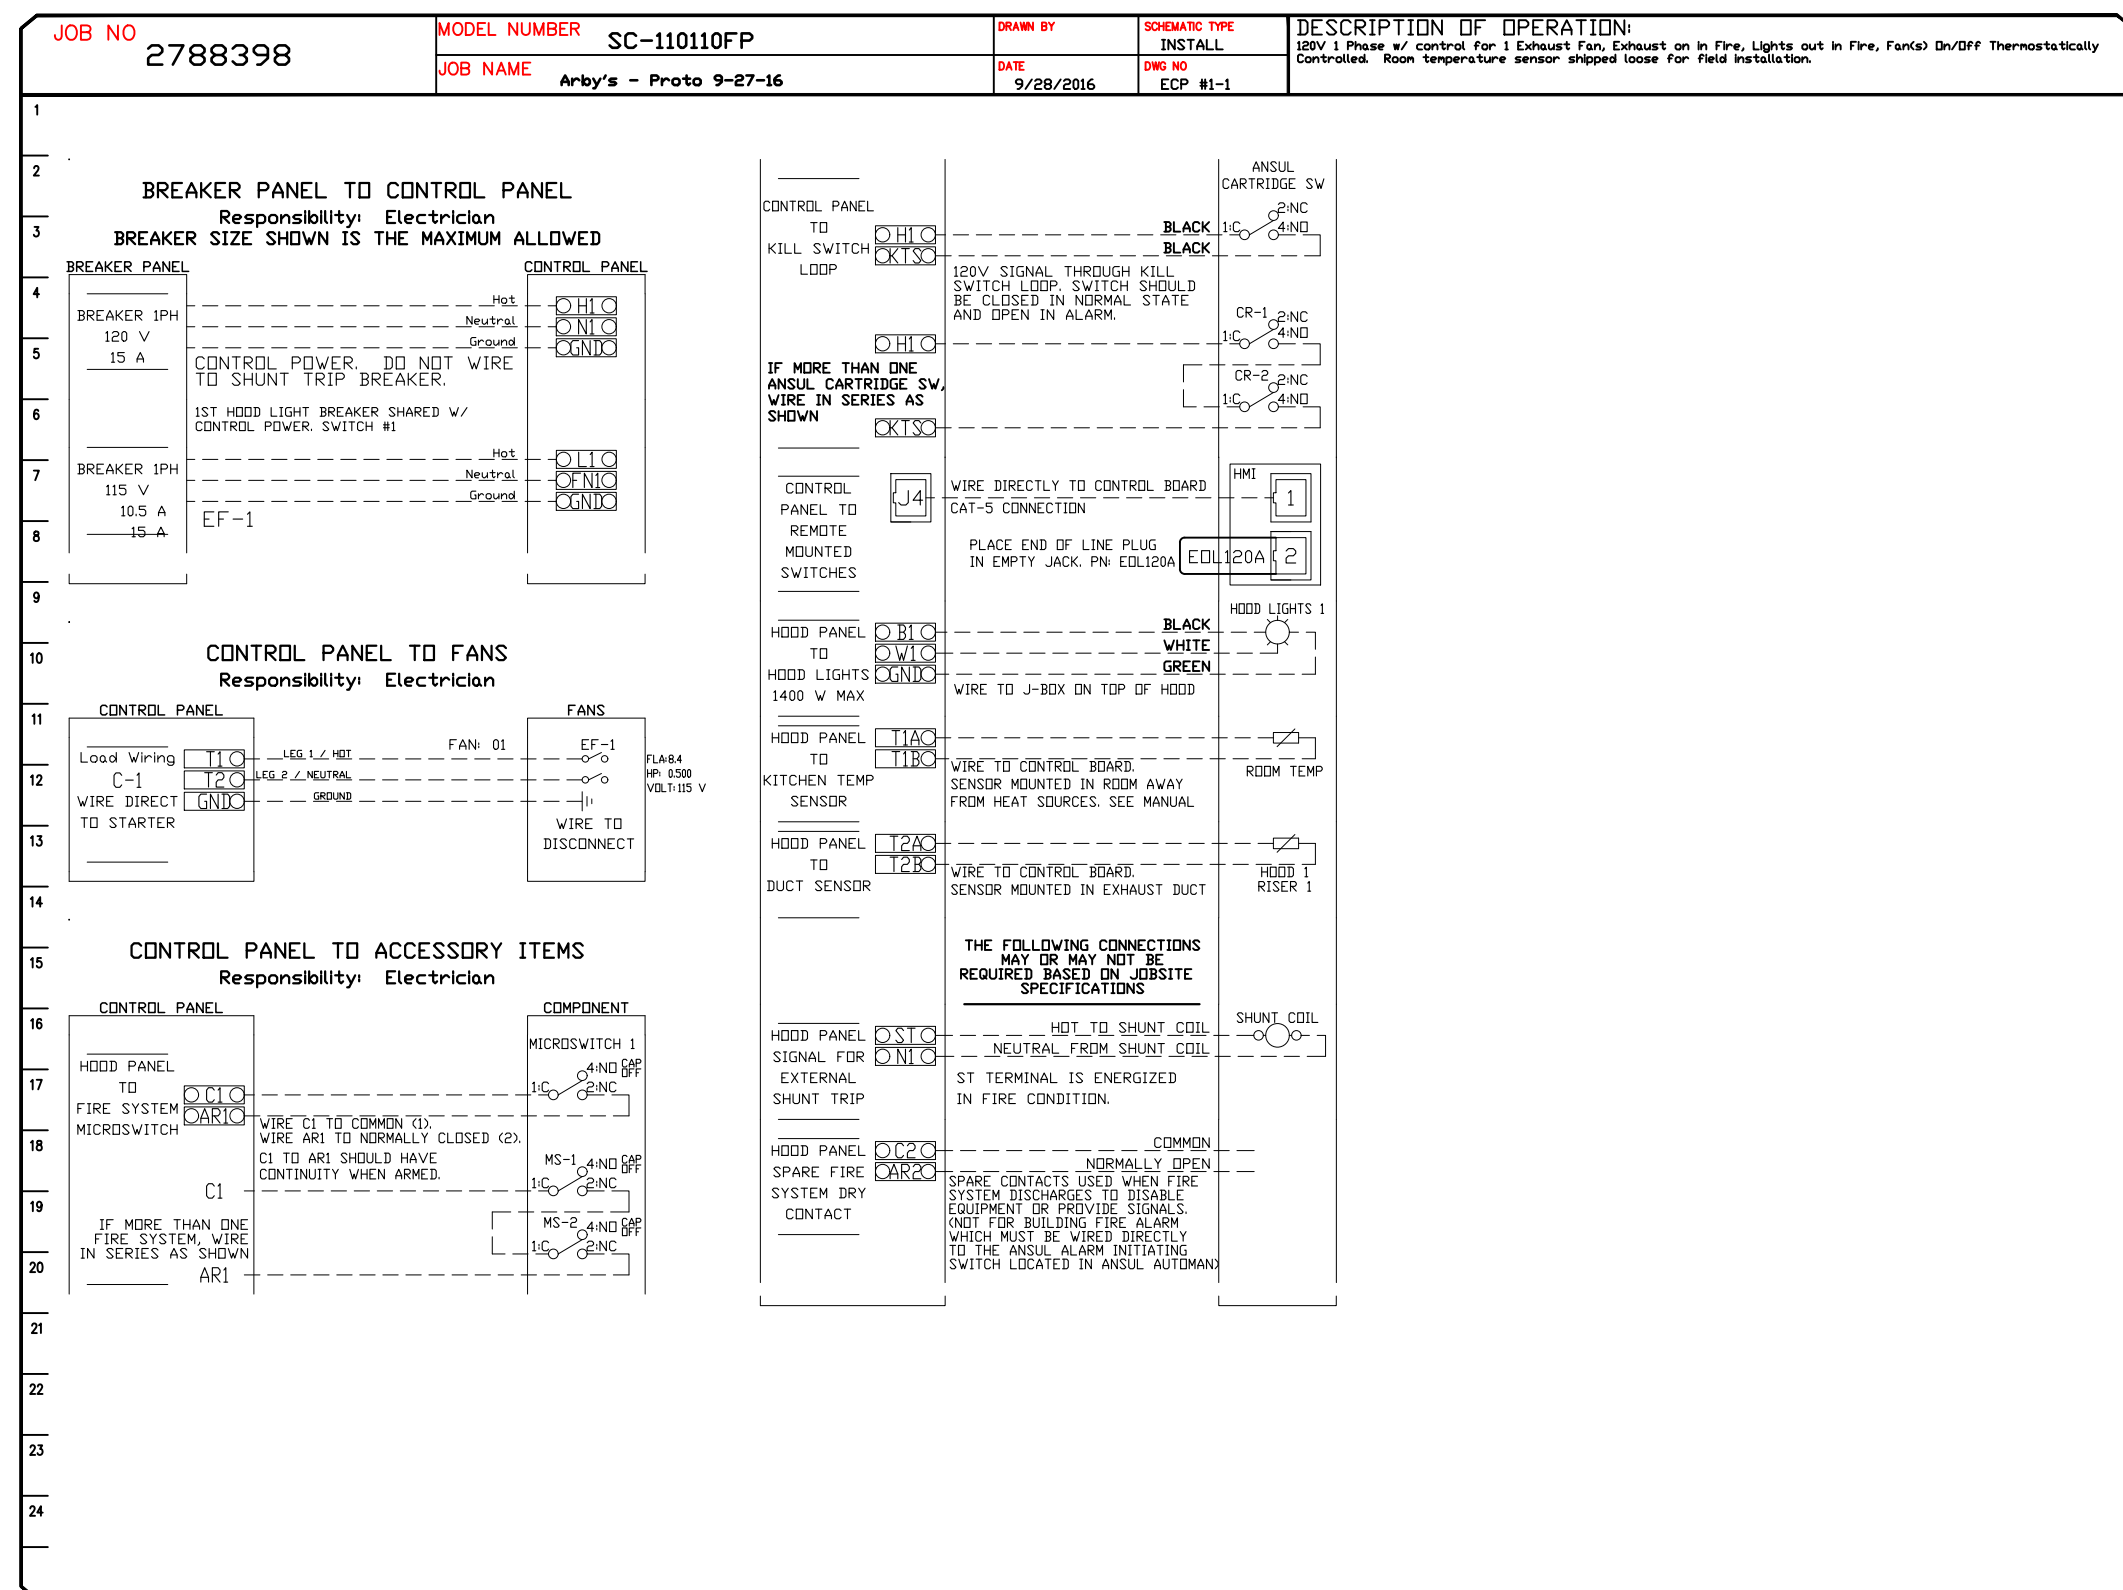 JOB NO
2788398
MODEL NUMBER
SC-110110FP
JOB NAME
Arby's - Proto 9-27-16
DRAWN BY
DATE
9/28/2016
SCHEMATIC TYPE
INSTALL
DWG NO
ECP #1-1
DESCRIPTION OF OPERATION:
120V 1 Phase w/ control for 1 Exhaust Fan, Exhaust on in Fire, Lights out in Fire, Fan(s) On/Off Thermostatically
Controlled. Room temperature sensor shipped loose for field installation.
1
2
3
4
5
6
7
8
9
10
11
12
13
14
15
16
17
18
19
20
21
22
23
24
BREAKER PANEL TO CONTROL PANEL
Responsibility: Electrician
BREAKER SIZE SHOWN IS THE MAXIMUM ALLOWED
BREAKER PANEL
CONTROL PANEL
BREAKER 1PH
120 V
15 A
Hot
H1
Neutral
N1
Ground
GND
CONTROL POWER. DO NOT WIRE
TO SHUNT TRIP BREAKER.
1ST HOOD LIGHT BREAKER SHARED W/
CONTROL POWER. SWITCH #1
BREAKER 1PH
115 V
10.5 A
15 A
Hot
L1
Neutral
FN1
Ground
GND
EF-1
CONTROL PANEL TO FANS
Responsibility: Electrician
CONTROL PANEL
FANS
Load Wiring
C-1
WIRE DIRECT
TO STARTER
T1
LEG 1 / HOT
T2
LEG 2 / NEUTRAL
GND
GROUND
FAN: 01
EF-1
WIRE TO
DISCONNECT
FLA:8.4
HP: 0.500
VOLT:115 V
CONTROL PANEL TO ACCESSORY ITEMS
Responsibility: Electrician
CONTROL PANEL
COMPONENT
HOOD PANEL
TO
FIRE SYSTEM
MICROSWITCH
C1
AR1
MICROSWITCH 1
4:NO CAP OFF
1:C
2:NC
WIRE C1 TO COMMON (1).
WIRE AR1 TO NORMALLY CLOSED (2).
C1 TO AR1 SHOULD HAVE
CONTINUITY WHEN ARMED.
C1
MS-1
4:NO CAP OFF
1:C
2:NC
IF MORE THAN ONE
FIRE SYSTEM, WIRE
IN SERIES AS SHOWN
MS-2
4:NO CAP OFF
1:C
2:NC
AR1
CONTROL PANEL
TO
KILL SWITCH
LOOP
H1
KTS
BLACK
BLACK
ANSUL
CARTRIDGE SW
2:NC
1:C
4:NO
120V SIGNAL THROUGH KILL
SWITCH LOOP. SWITCH SHOULD
BE CLOSED IN NORMAL STATE
AND OPEN IN ALARM.
H1
CR-1
2:NC
1:C
4:NO
IF MORE THAN ONE
ANSUL CARTRIDGE SW,
WIRE IN SERIES AS
SHOWN
CR-2
2:NC
1:C
4:NO
KTS
CONTROL
PANEL TO
REMOTE
MOUNTED
SWITCHES
J4
WIRE DIRECTLY TO CONTROL BOARD
CAT-5 CONNECTION
HMI
1
PLACE END OF LINE PLUG
IN EMPTY JACK. PN: EOL120A
EOL120A
2
HOOD PANEL
TO
HOOD LIGHTS
1400 W MAX
B1
W1
GND
BLACK
WHITE
GREEN
HOOD LIGHTS 1
WIRE TO J-BOX ON TOP OF HOOD
HOOD PANEL
TO
KITCHEN TEMP
SENSOR
T1A
T1B
WIRE TO CONTROL BOARD.
SENSOR MOUNTED IN ROOM AWAY
FROM HEAT SOURCES. SEE MANUAL
ROOM TEMP
HOOD PANEL
TO
DUCT SENSOR
T2A
T2B
WIRE TO CONTROL BOARD.
SENSOR MOUNTED IN EXHAUST DUCT
HOOD 1
RISER 1
THE FOLLOWING CONNECTIONS
MAY OR MAY NOT BE
REQUIRED BASED ON JOBSITE
SPECIFICATIONS
HOOD PANEL
SIGNAL FOR
EXTERNAL
SHUNT TRIP
ST
N1
HOT TO SHUNT COIL
NEUTRAL FROM SHUNT COIL
SHUNT COIL
ST TERMINAL IS ENERGIZED
IN FIRE CONDITION.
HOOD PANEL
SPARE FIRE
SYSTEM DRY
CONTACT
C2
AR2
COMMON
NORMALLY OPEN
SPARE CONTACTS USED WHEN FIRE
SYSTEM DISCHARGES TO DISABLE
EQUIPMENT OR PROVIDE SIGNALS.
(NOT FOR BUILDING FIRE ALARM
WHICH MUST BE WIRED DIRECTLY
TO THE ANSUL ALARM INITIATING
SWITCH LOCATED IN ANSUL AUTOMAN)